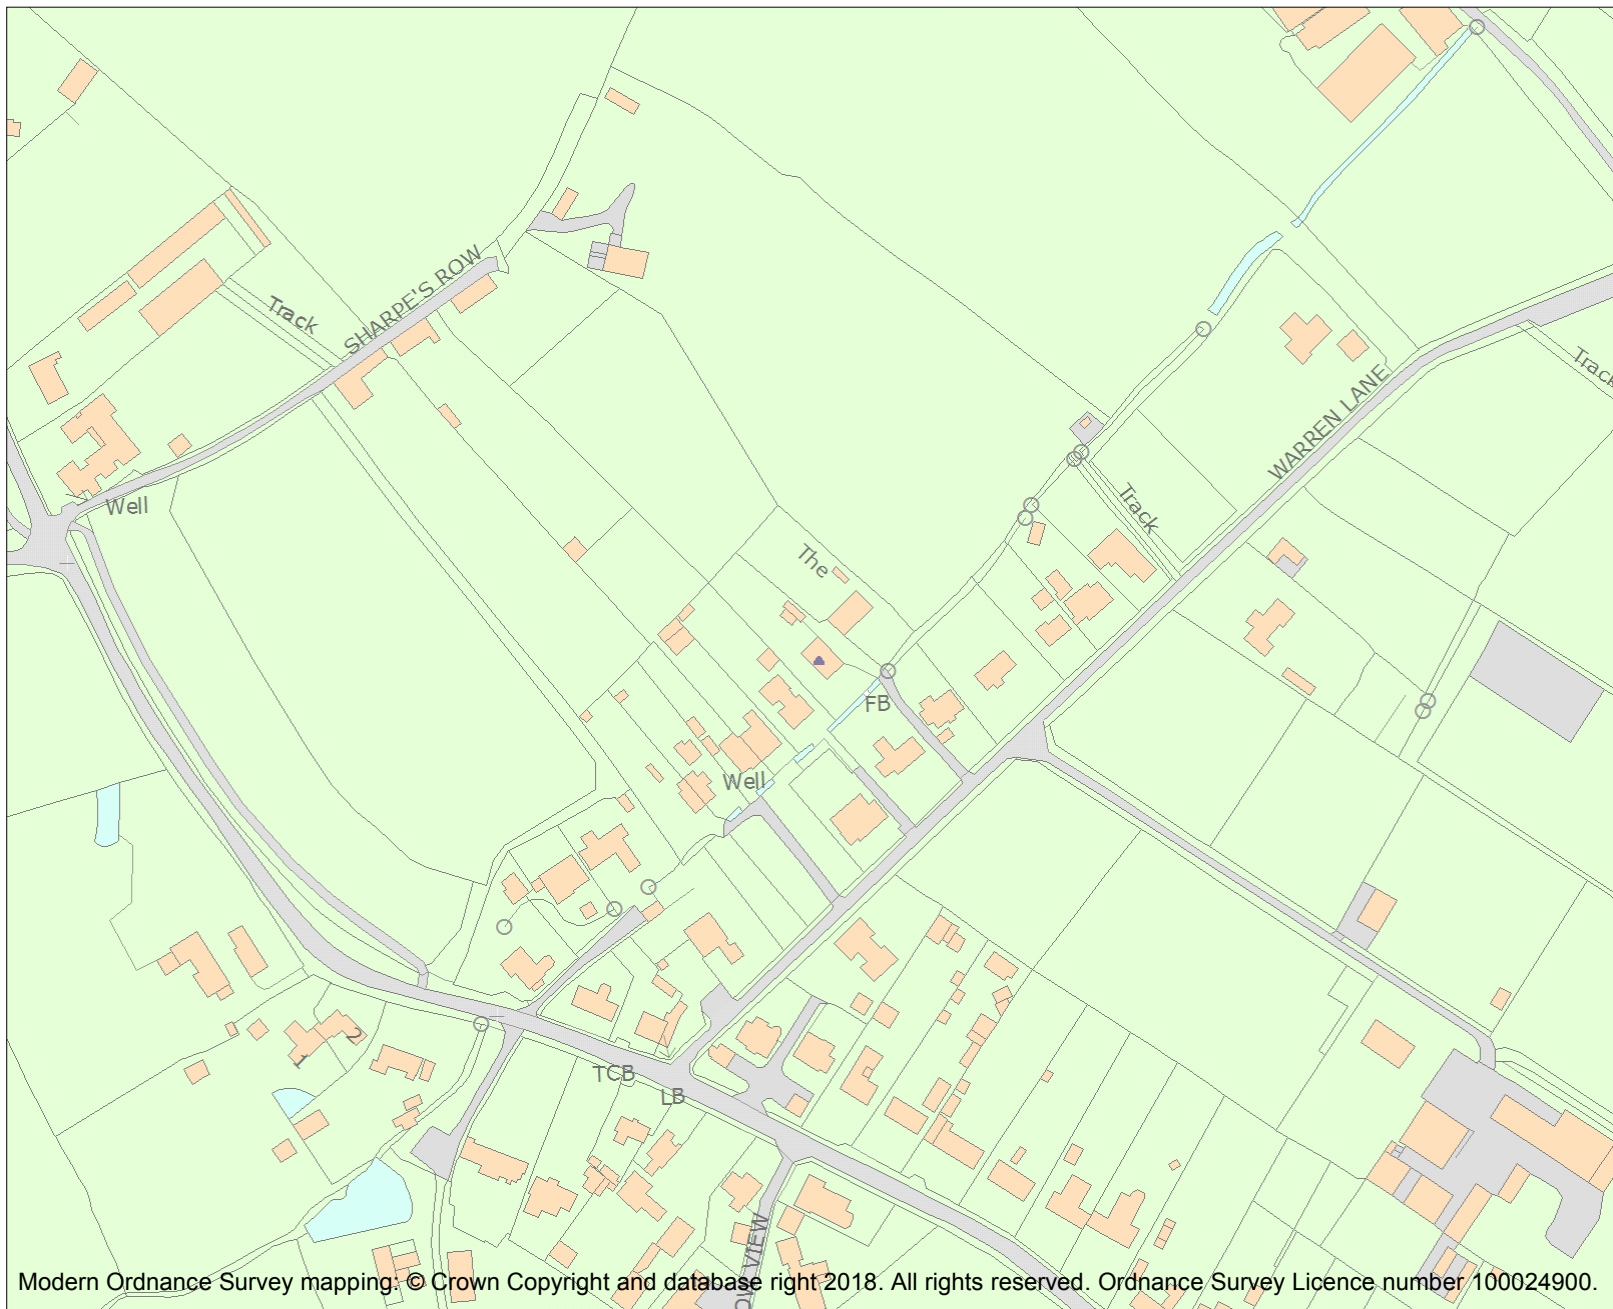 SHARPE'S ROW
Track
WARREN LANE
Track
Track
Well
The
FB
Well
2
1
TCB
LB
VIEW
Modern Ordnance Survey mapping: © Crown Copyright and database right 2018. All rights reserved. Ordnance Survey Licence number 100024900.